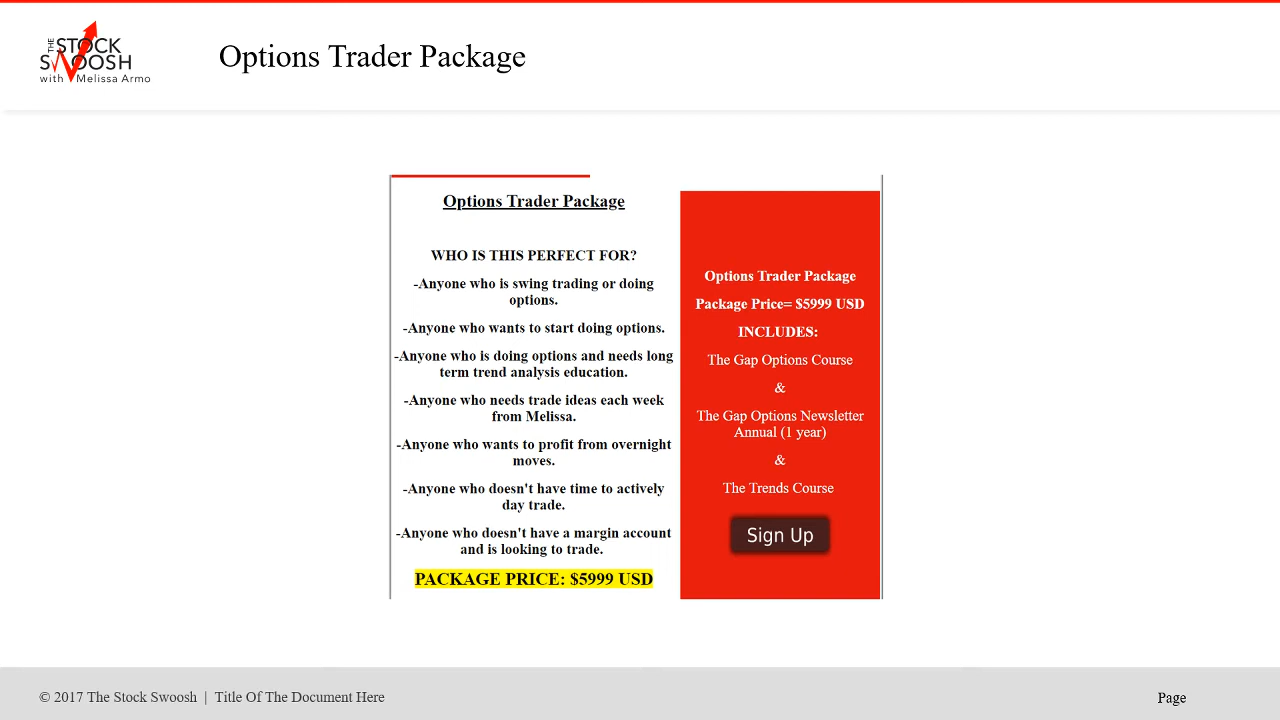 THE
STOCK
SWOOSH
with Melissa Armo
Options Trader Package
Options Trader Package
WHO IS THIS PERFECT FOR?
-Anyone who is swing trading or doing
options.
-Anyone who wants to start doing options.
-Anyone who is doing options and needs long
term trend analysis education.
-Anyone who needs trade ideas each week
from Melissa.
-Anyone who wants to profit from overnight
moves.
-Anyone who doesn't have time to actively
day trade.
-Anyone who doesn't have a margin account
and is looking to trade.
PACKAGE PRICE: $5999 USD
Options Trader Package
Package Price= $5999 USD
INCLUDES:
The Gap Options Course
&
The Gap Options Newsletter
Annual (1 year)
&
The Trends Course
Sign Up
© 2017 The Stock Swoosh | Title Of The Document Here
Page